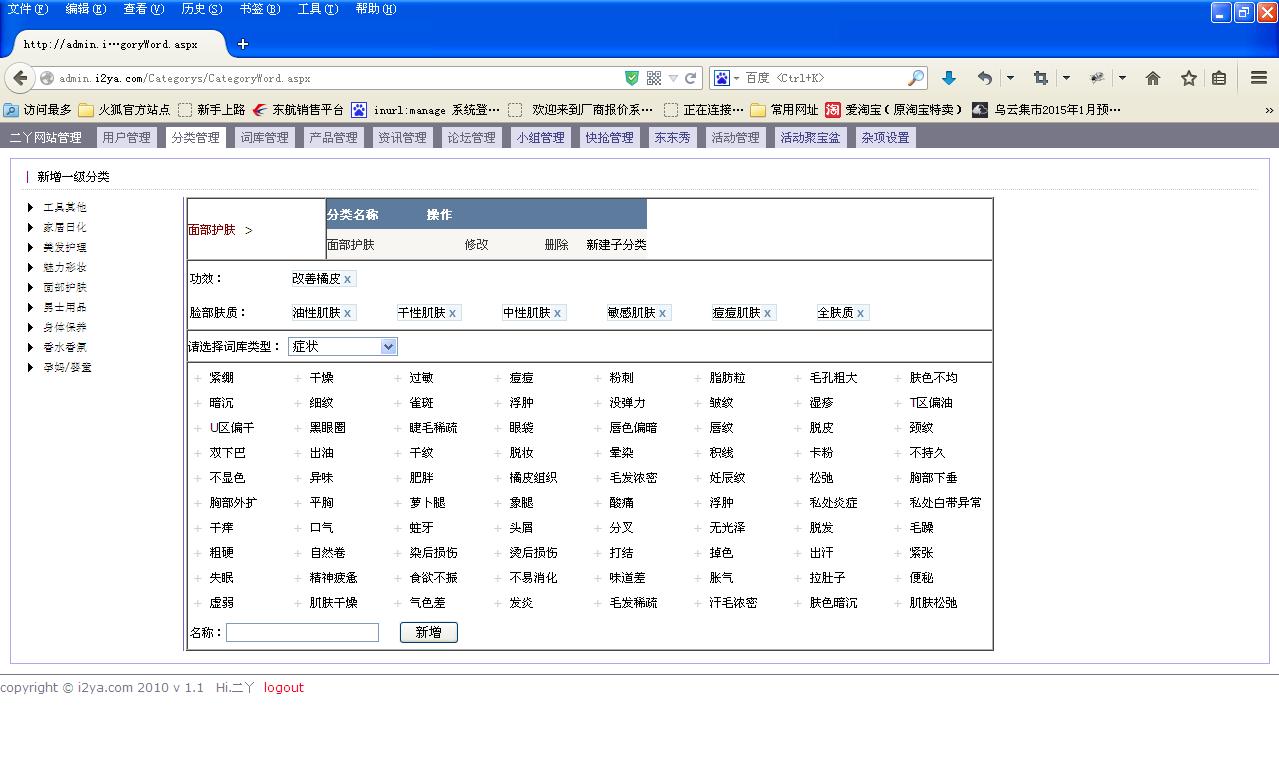 文件(F) 编辑(E) 查看(V) 历史(S) 书签(B) 工具(T) 帮助(H)
http://admin.i…goryWord.aspx +
admin.i2ya.com/Categorys/CategoryWord.aspx 百度 <Ctrl+K>
访问最多 火狐官方站点 新手上路 东航销售平台 inurl:manage 系统登… 欢迎来到厂商报价系… 正在连接… 常用网址 淘 爱淘宝(原淘宝特卖) 乌云集市2015年1月预… »
二丫网站管理 用户管理 分类管理 词库管理 产品管理 资讯管理 论坛管理 小组管理 快抢管理 东东秀 活动管理 活动聚宝盆 杂项设置
新增一级分类
工具其他
家居日化
美发护理
魅力彩妆
面部护肤
男士用品
身体保养
香水香氛
孕妈/婴童
面部护肤 >
分类名称 操作
面部护肤 修改 删除 新建子分类
功效: 改善橘皮 x
脸部肤质: 油性肌肤 x 干性肌肤 x 中性肌肤 x 敏感肌肤 x 痘痘肌肤 x 全肤质 x
请选择词库类型: 症状
+ 紧绷 + 干燥 + 过敏 + 痘痘 + 粉刺 + 脂肪粒 + 毛孔粗大 + 肤色不均
+ 暗沉 + 细纹 + 雀斑 + 浮肿 + 没弹力 + 皱纹 + 湿疹 + T区偏油
+ U区偏干 + 黑眼圈 + 睫毛稀疏 + 眼袋 + 唇色偏暗 + 唇纹 + 脱皮 + 颈纹
+ 双下巴 + 出油 + 干纹 + 脱妆 + 晕染 + 积线 + 卡粉 + 不持久
+ 不显色 + 异味 + 肥胖 + 橘皮组织 + 毛发浓密 + 妊辰纹 + 松弛 + 胸部下垂
+ 胸部外扩 + 平胸 + 萝卜腿 + 象腿 + 酸痛 + 浮肿 + 私处炎症 + 私处白带异常
+ 干痒 + 口气 + 蛀牙 + 头屑 + 分叉 + 无光泽 + 脱发 + 毛躁
+ 粗硬 + 自然卷 + 染后损伤 + 烫后损伤 + 打结 + 掉色 + 出汗 + 紧张
+ 失眠 + 精神疲惫 + 食欲不振 + 不易消化 + 味道差 + 胀气 + 拉肚子 + 便秘
+ 虚弱 + 肌肤干燥 + 气色差 + 发炎 + 毛发稀疏 + 汗毛浓密 + 肤色暗沉 + 肌肤松弛
名称: 新增
copyright © i2ya.com 2010 v 1.1 Hi.二丫 logout